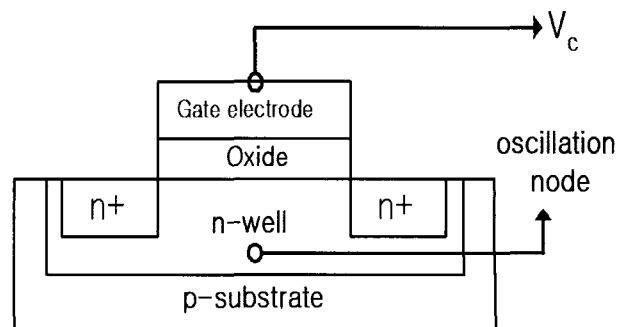 V_c
Gate electrode
Oxide
oscillation
node
n+
n+
n-well
p-substrate